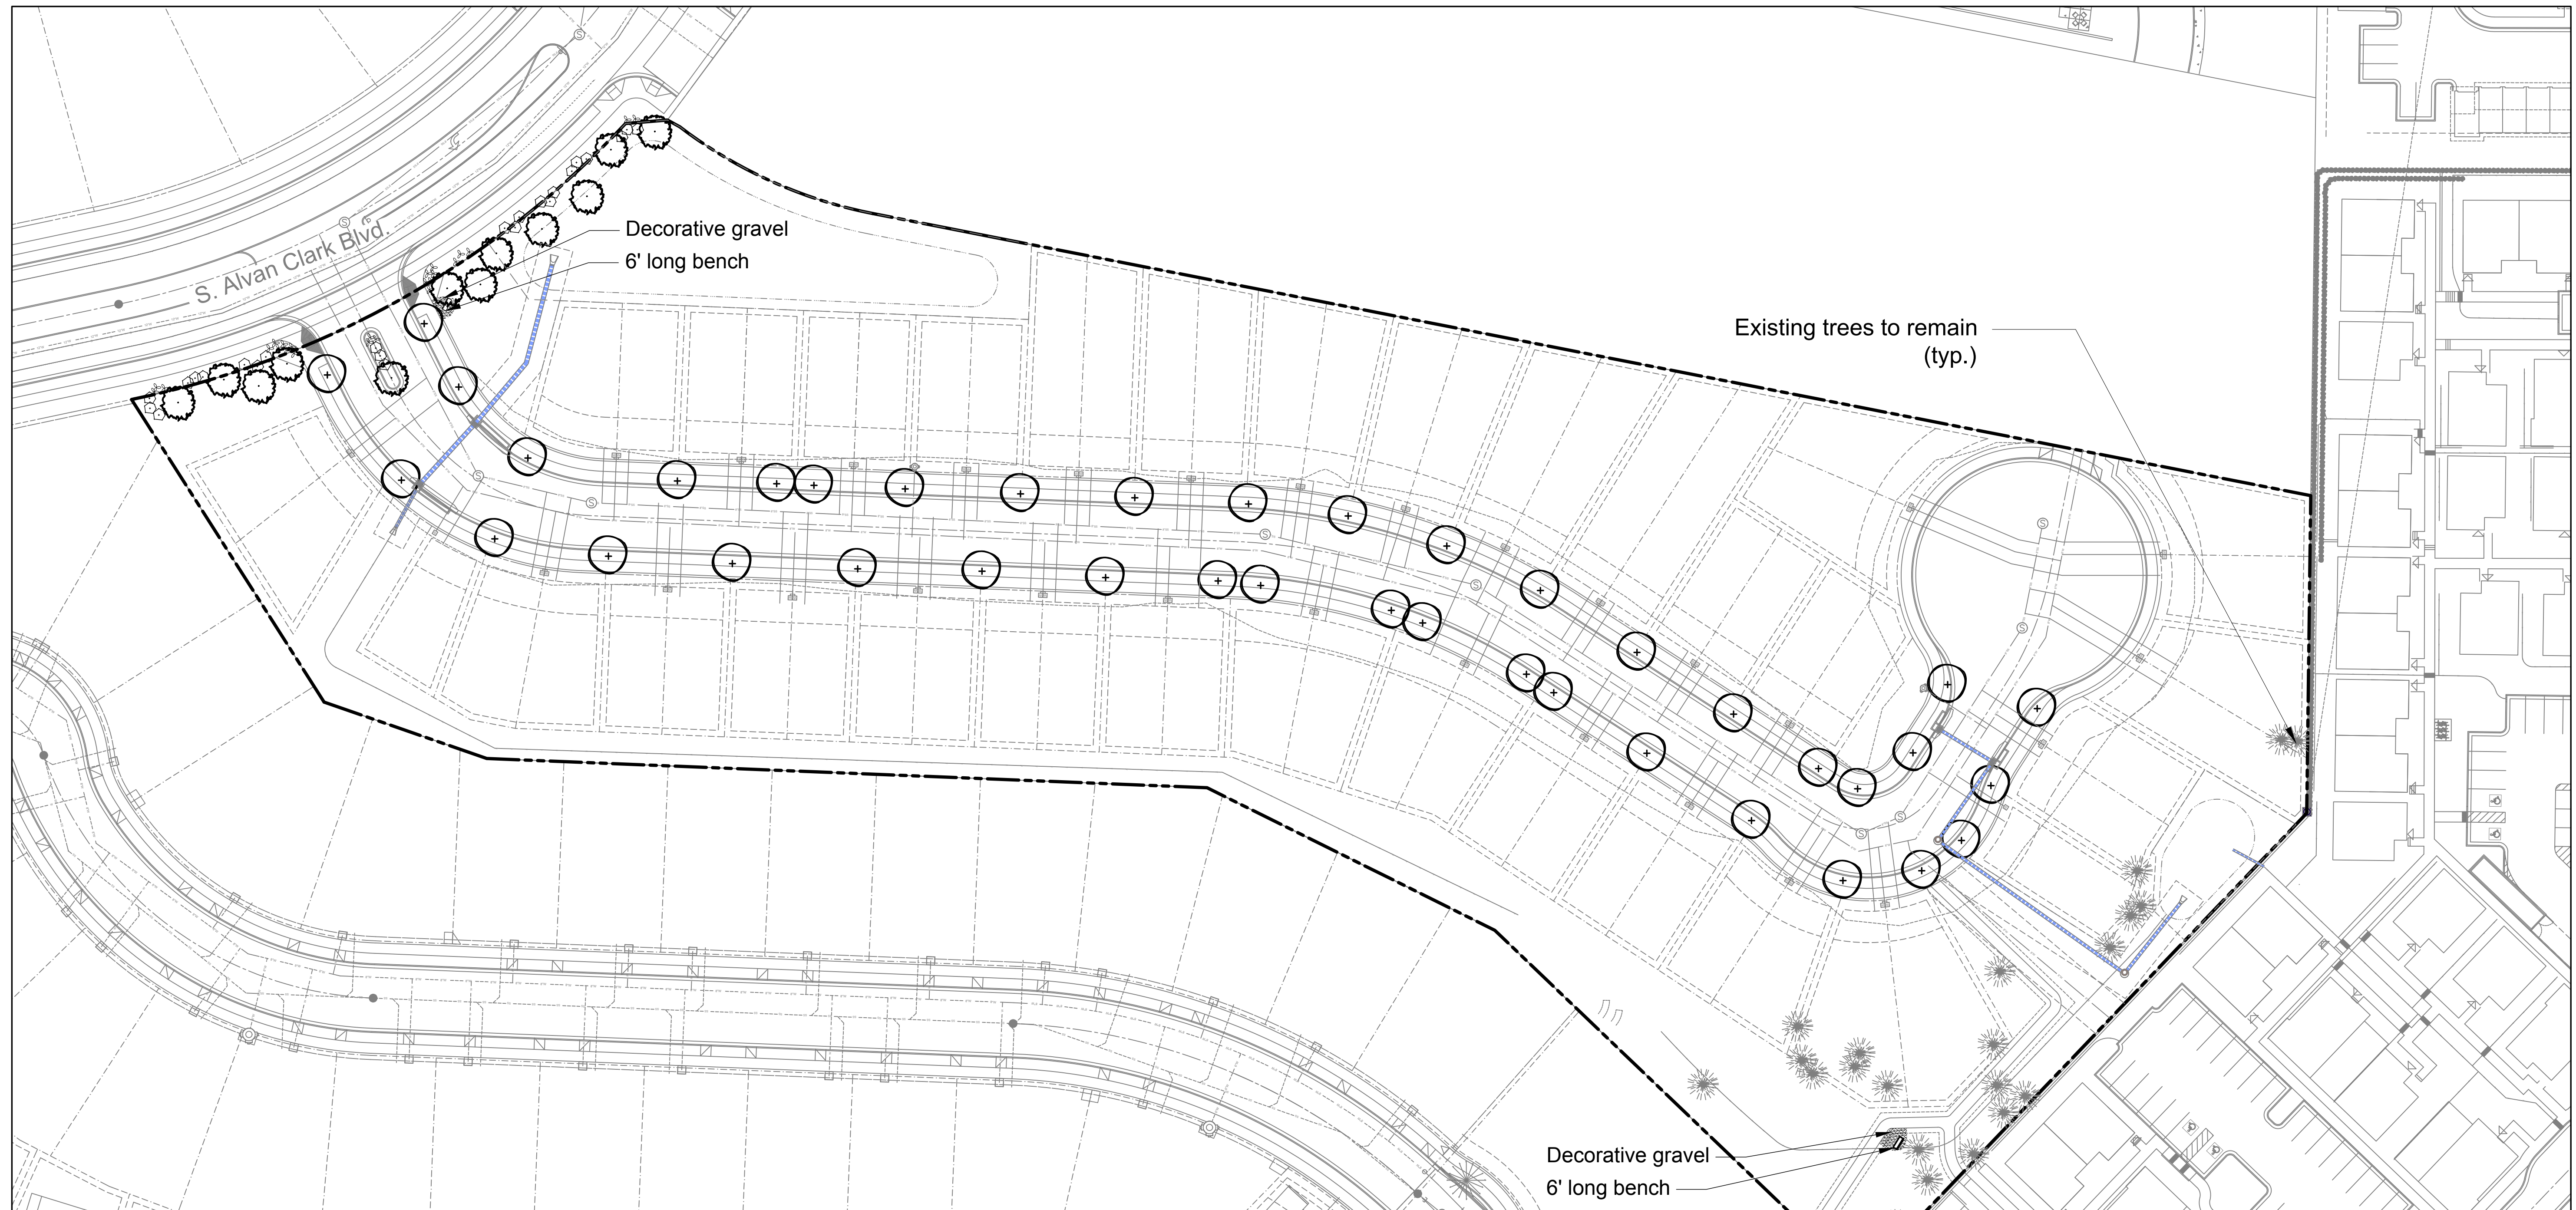 Decorative gravel
6' long bench
S. Alvan Clark Blvd.
Existing trees to remain
(typ.)
Decorative gravel
6' long bench